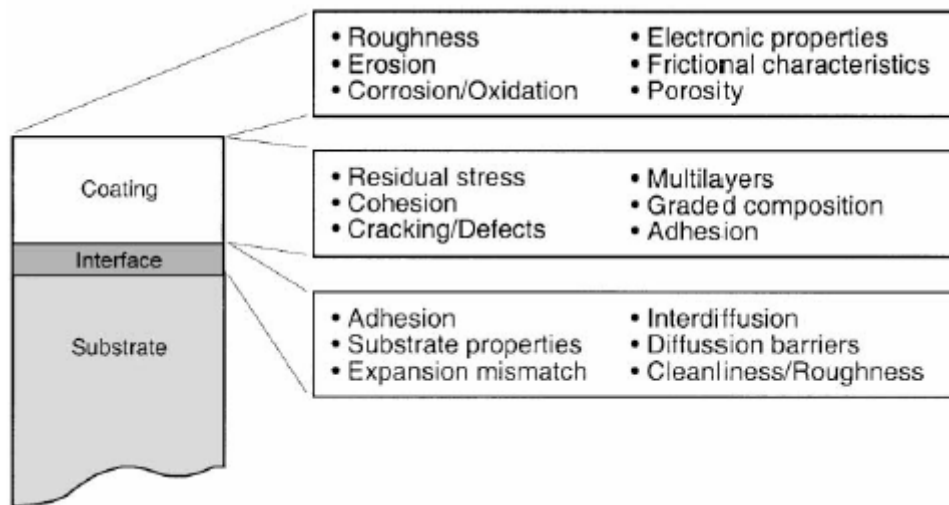 • Roughness
• Erosion
• Corrosion/Oxidation
• Electronic properties
• Frictional characteristics
• Porosity
Coating
• Residual stress
• Cohesion
• Cracking/Defects
• Multilayers
• Graded composition
• Adhesion
Interface
Substrate
• Adhesion
• Substrate properties
• Expansion mismatch
• Interdiffusion
• Diffussion barriers
• Cleanliness/Roughness